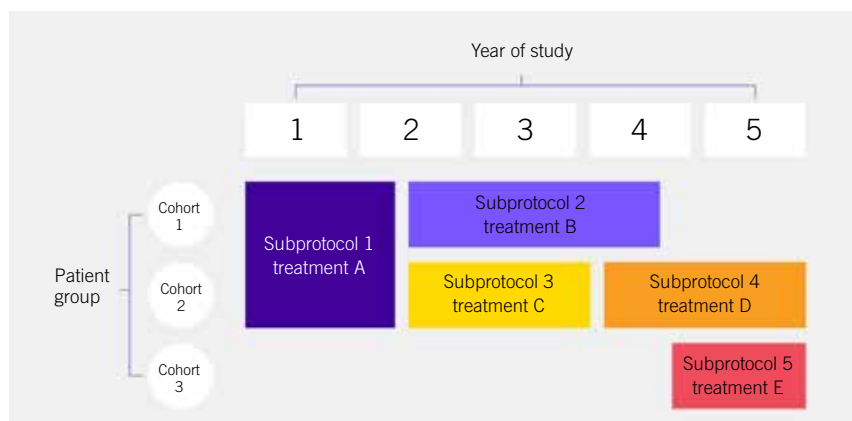 Year of study
1 2 3 4 5
Cohort
1
Subprotocol 1
treatment A
Subprotocol 2
treatment B
Patient
group
Cohort
2
Subprotocol 3
treatment C
Subprotocol 4
treatment D
Cohort
3
Subprotocol 5
treatment E